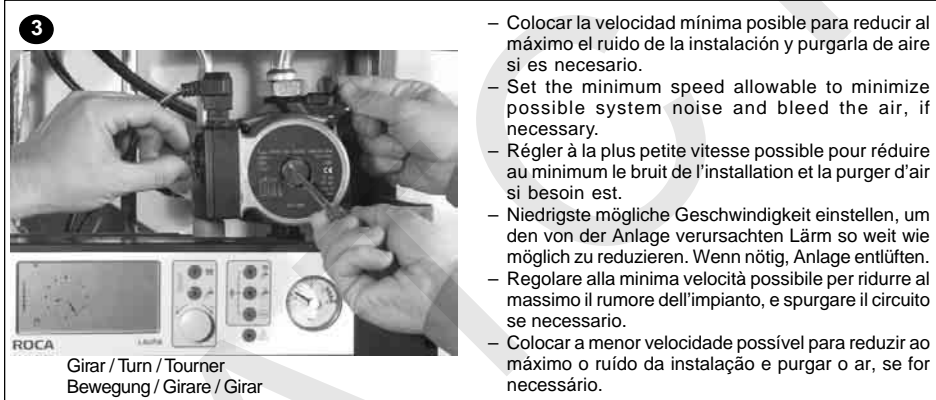 3
ROCA
LAURA
Girar / Turn / Tourner
Bewegung / Girare / Girar
– Colocar la velocidad mínima posible para reducir al
máximo el ruido de la instalación y purgarla de aire
si es necesario.
– Set the minimum speed allowable to minimize
possible system noise and bleed the air, if
necessary.
– Régler à la plus petite vitesse possible pour réduire
au minimum le bruit de l’installation et la purger d’air
si besoin est.
– Niedrigste mögliche Geschwindigkeit einstellen, um
den von der Anlage verursachten Lärm so weit wie
möglich zu reduzieren. Wenn nötig, Anlage entlüften.
– Regolare alla minima velocità possibile per ridurre al
massimo il rumore dell’impianto, e spurgare il circuito
se necessario.
– Colocar a menor velocidade possível para reduzir ao
máximo o ruído da instalação e purgar o ar, se for
necessário.